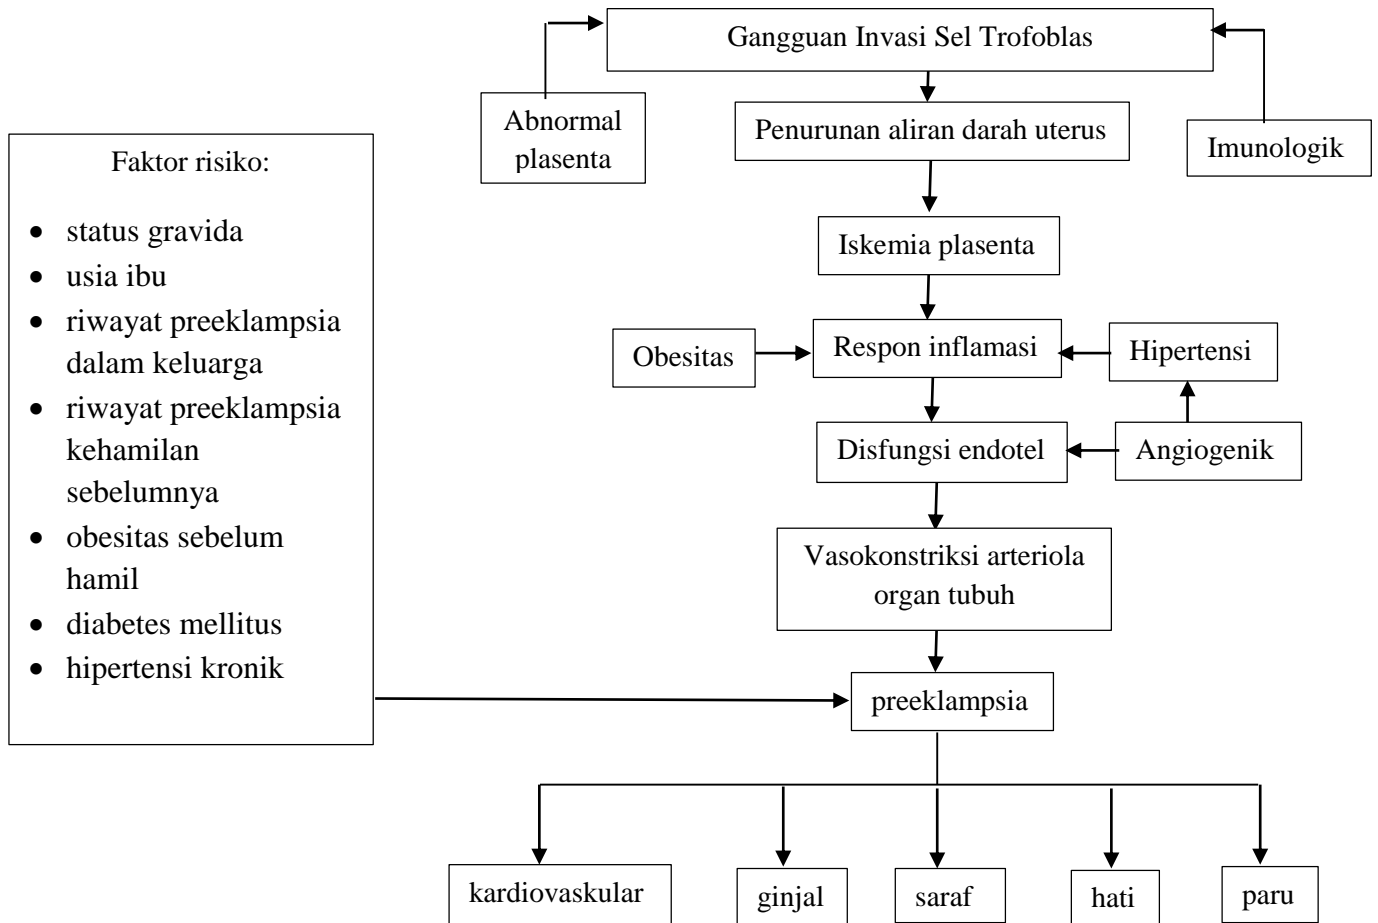 Gangguan Invasi Sel Trofoblas
Abnormal
plasenta
Penurunan aliran darah uterus
Imunologik
Faktor risiko:
• status gravida
• usia ibu
• riwayat preeklampsia
dalam keluarga
• riwayat preeklampsia
kehamilan
sebelumnya
• obesitas sebelum
hamil
• diabetes mellitus
• hipertensi kronik
Iskemia plasenta
Obesitas
Respon inflamasi
Hipertensi
Disfungsi endotel
Angiogenik
Vasokonstriksi arteriola
organ tubuh
preeklampsia
kardiovaskular
ginjal
saraf
hati
paru